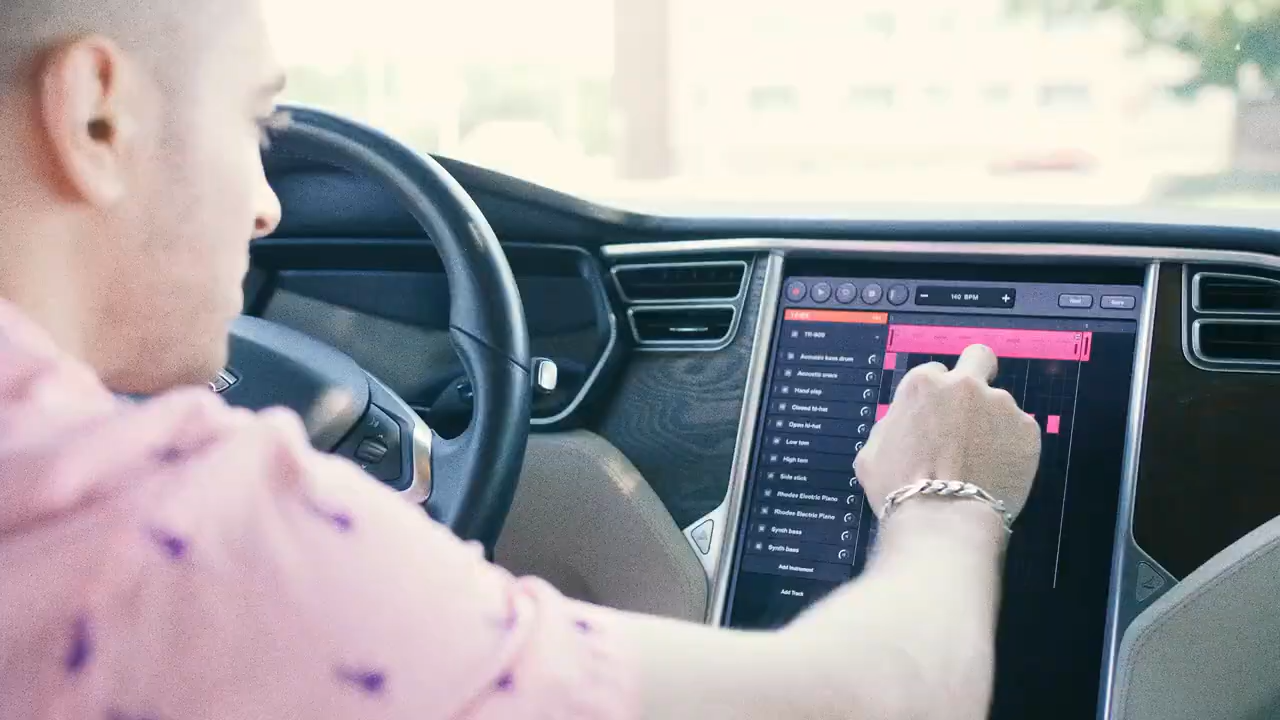 140 BPM
TR-909
Acoustic bass drum
Acoustic snare
Hand clap
Closed hi-hat
Open hi-hat
Low tom
High tom
Side stick
Rhodes Electric Piano
Rhodes Electric Piano
Synth bass
Synth bass
Add Instrument
Add Track